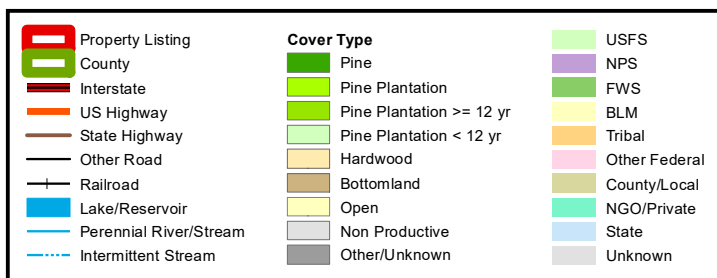 Property Listing
County
Interstate
US Highway
State Highway
Other Road
Railroad
Lake/Reservoir
Perennial River/Stream
Intermittent Stream
Cover Type
Pine
Pine Plantation
Pine Plantation >= 12 yr
Pine Plantation < 12 yr
Hardwood
Bottomland
Open
Non Productive
Other/Unknown
USFS
NPS
FWS
BLM
Tribal
Other Federal
County/Local
NGO/Private
State
Unknown